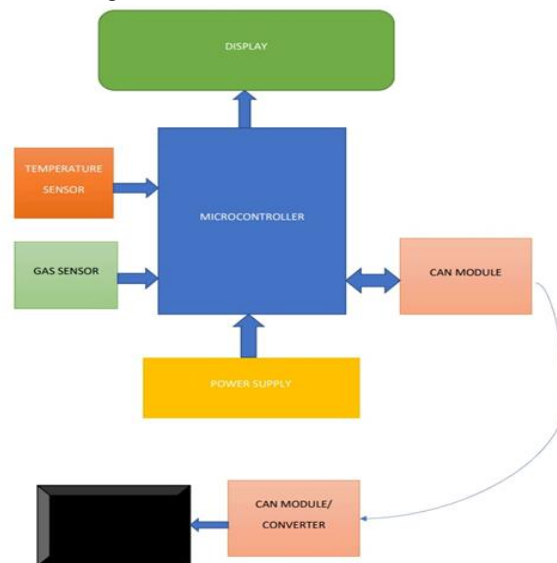 DISPLAY
TEMPERATURE
SENSOR
MICROCONTROLLER
GAS SENSOR
CAN MODULE
POWER SUPPLY
CAN MODULE/
CONVERTER